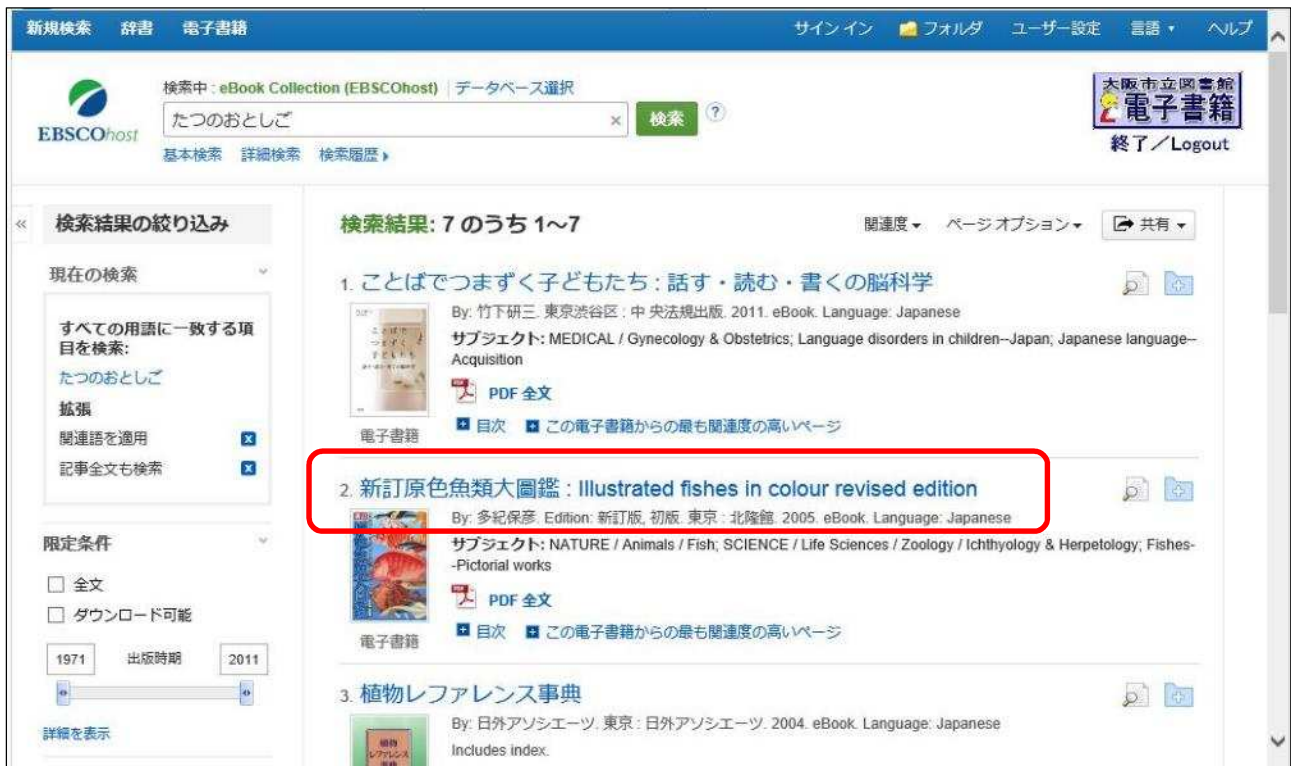 新規検索 辞書 電子書籍 サイン イン フォルダ ユーザー設定 言語 ヘルプ
検索中 : eBook Collection (EBSCOhost) データベース選択
たつのおとしご × 検索 ?
EBSCOhost
基本検索 詳細検索 検索履歴
大阪市立図書館
電子書籍
終了／Logout
« 検索結果の絞り込み
現在の検索
すべての用語に一致する項
目を検索:
たつのおとしご
拡張
関連語を適用
記事全文も検索
限定条件
全文
ダウンロード可能
1971 出版時期 2011
詳細を表示
検索結果: 7 のうち 1～7 関連度 ページ オプション 共有
1. ことばでつまずく子どもたち : 話す・読む・書くの脳科学
By: 竹下研三. 東京渋谷区 : 中 央法規出版. 2011. eBook. Language: Japanese
サブジェクト: MEDICAL / Gynecology & Obstetrics; Language disorders in children--Japan; Japanese language--
Acquisition
PDF 全文
目次 この電子書籍からの最も関連度の高いページ
電子書籍
2. 新訂原色魚類大圖鑑 : Illustrated fishes in colour revised edition
By: 多紀保彦. Edition: 新訂版, 初版. 東京 : 北隆館. 2005. eBook. Language: Japanese
サブジェクト: NATURE / Animals / Fish; SCIENCE / Life Sciences / Zoology / Ichthyology & Herpetology; Fishes-
-Pictorial works
PDF 全文
目次 この電子書籍からの最も関連度の高いページ
電子書籍
3. 植物レファレンス事典
By: 日外アソシエーツ. 東京 : 日外アソシエーツ. 2004. eBook. Language: Japanese
Includes index.
植物
レファレンス